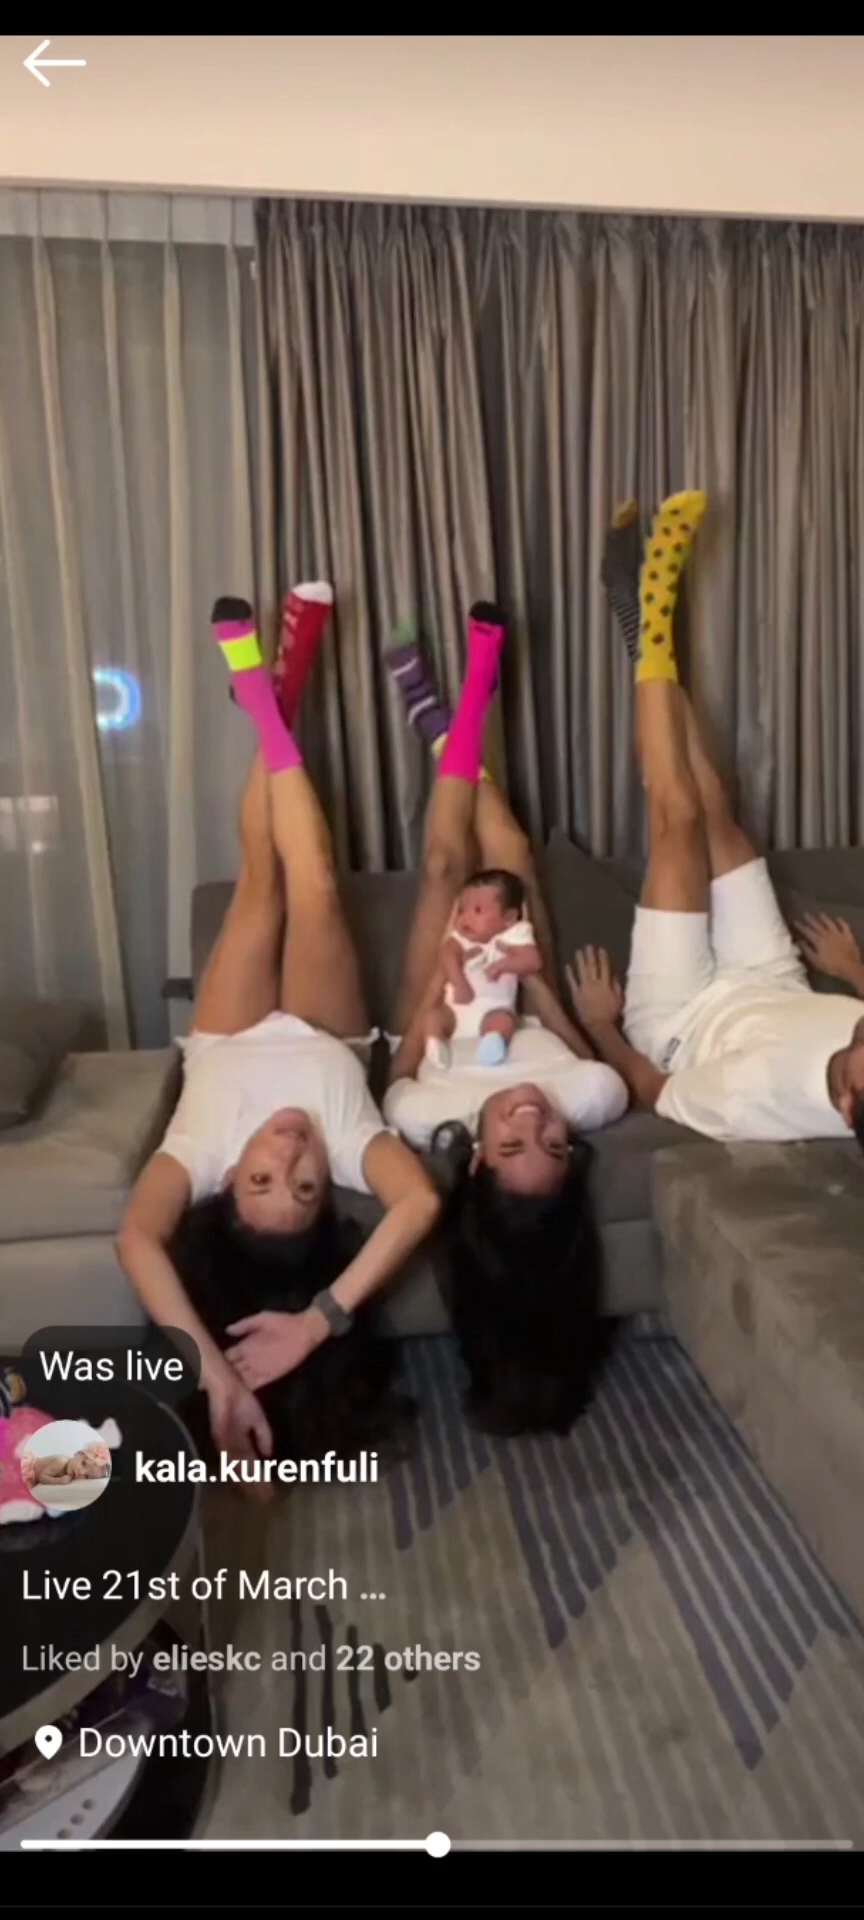 Was live
kala.kurenfuli
Live 21st of March ...
Liked by elieskc and 22 others
Downtown Dubai